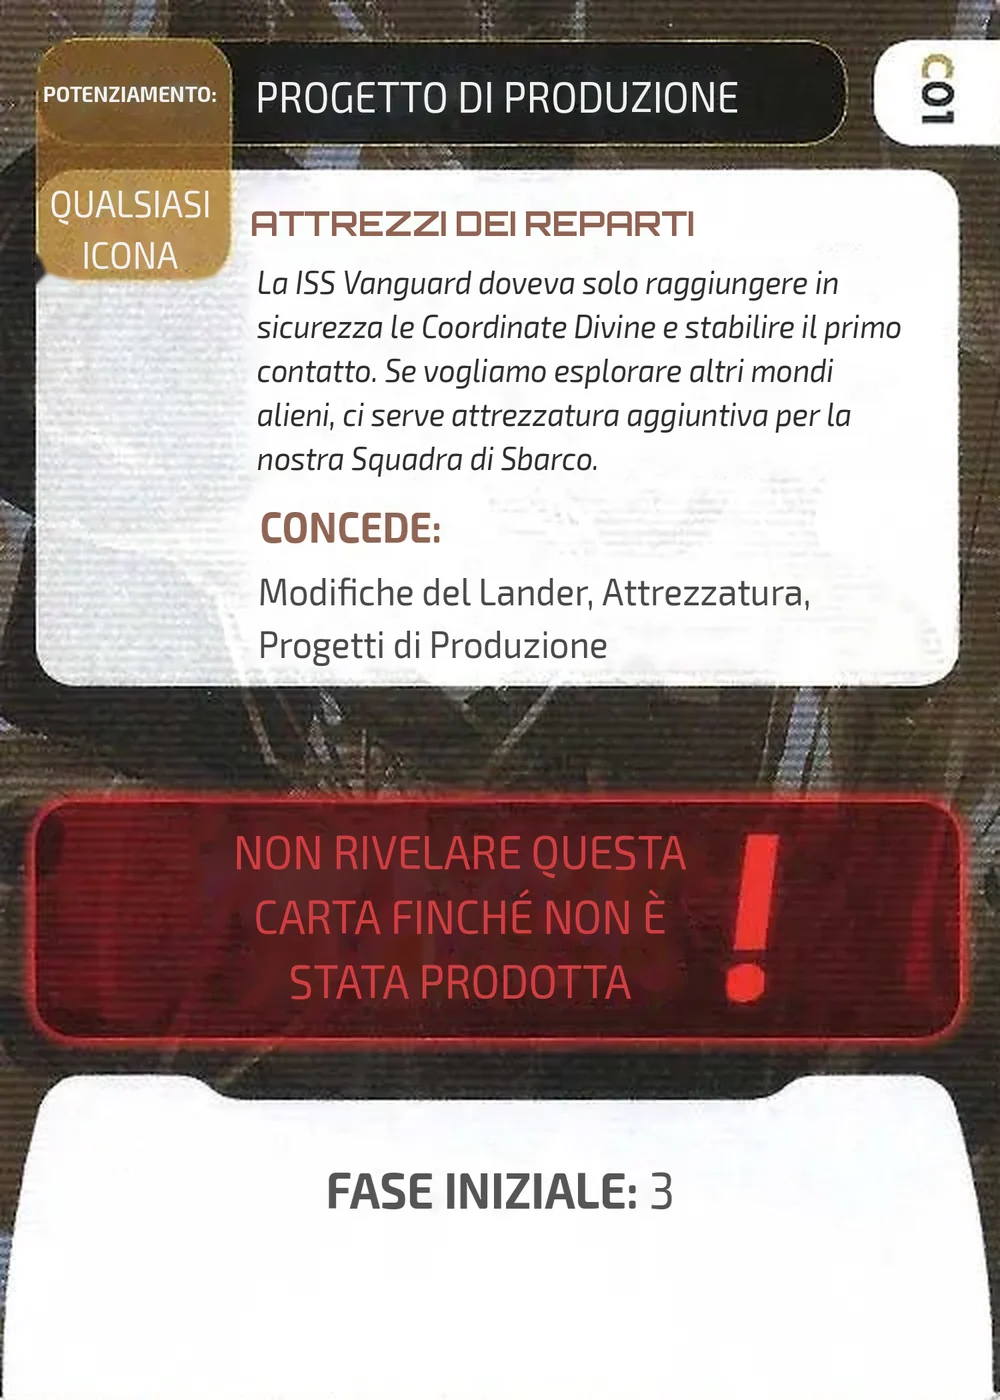 POTENZIAMENTO:
PROGETTO DI PRODUZIONE
C01
QUALSIASI
ICONA
ATTREZZI DEI REPARTI
La ISS Vanguard doveva solo raggiungere in
sicurezza le Coordinate Divine e stabilire il primo
contatto. Se vogliamo esplorare altri mondi
alieni, ci serve attrezzatura aggiuntiva per la
nostra Squadra di Sbarco.
CONCEDE:
Modifiche del Lander, Attrezzatura,
Progetti di Produzione
NON RIVELARE QUESTA
CARTA FINCHÉ NON È
STATA PRODOTTA
!
FASE INIZIALE: 3